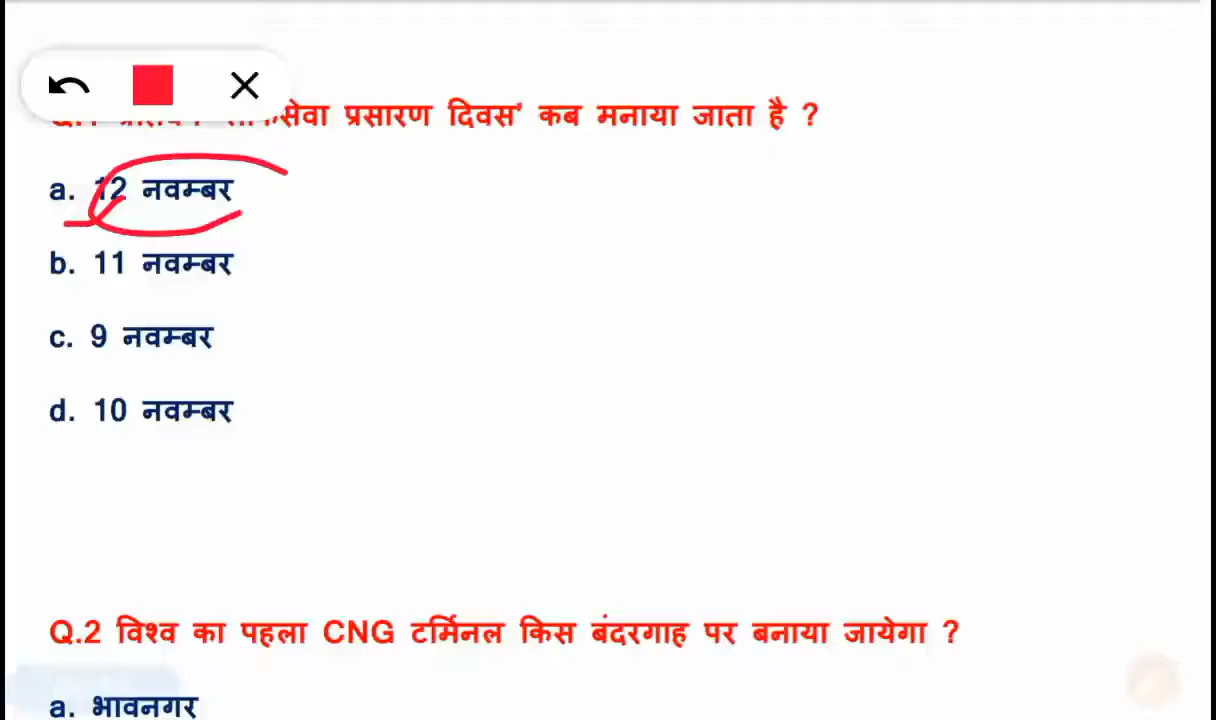 सेवा प्रसारण दिवस' कब मनाया जाता है ?
a. 12 नवम्बर
b. 11 नवम्बर
c. 9 नवम्बर
d. 10 नवम्बर
Q.2 विश्व का पहला CNG टर्मिनल किस बंदरगाह पर बनाया जायेगा ?
a. भावनगर